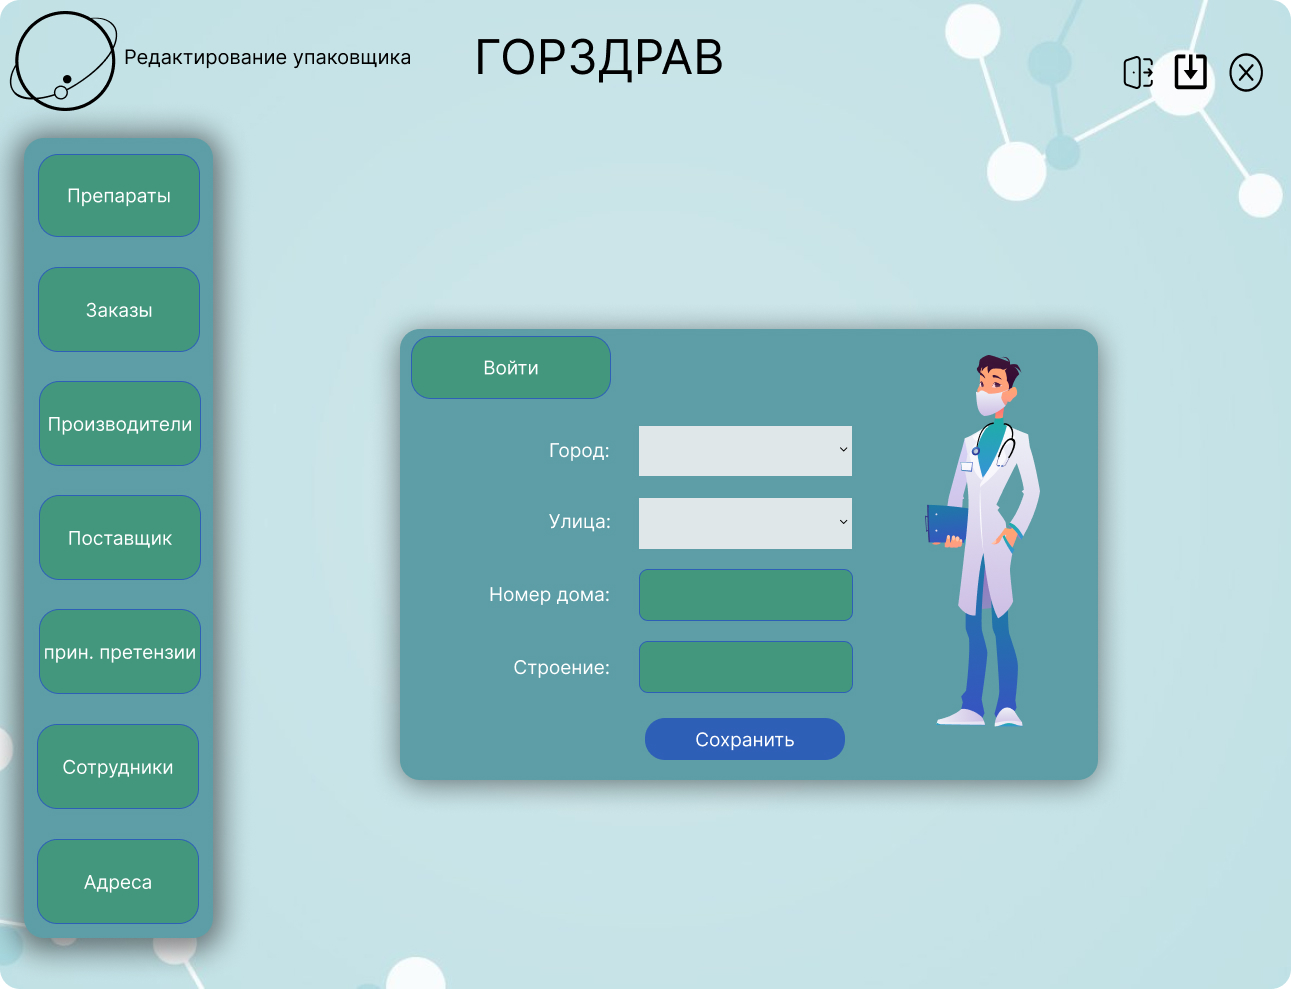 Редактирование упаковщика
ГОРЗДРАВ
Препараты
Заказы
Производители
Поставщик
прин. претензии
Сотрудники
Адреса
Войти
Город:
Улица:
Номер дома:
Строение:
Сохранить